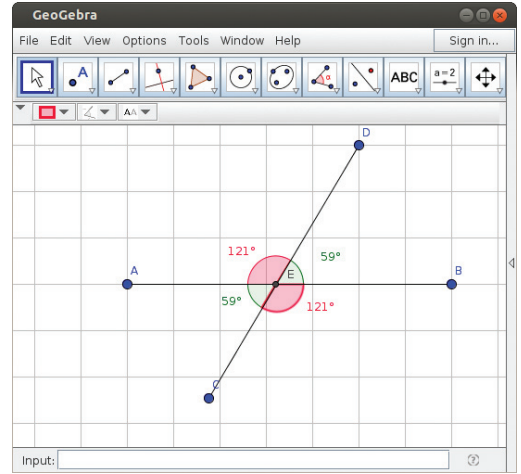 GeoGebra
File Edit View Options Tools Window Help Sign in...
A α ABC a=2
AA
D
121° 59°
A E B
59° 121°
C
Input: